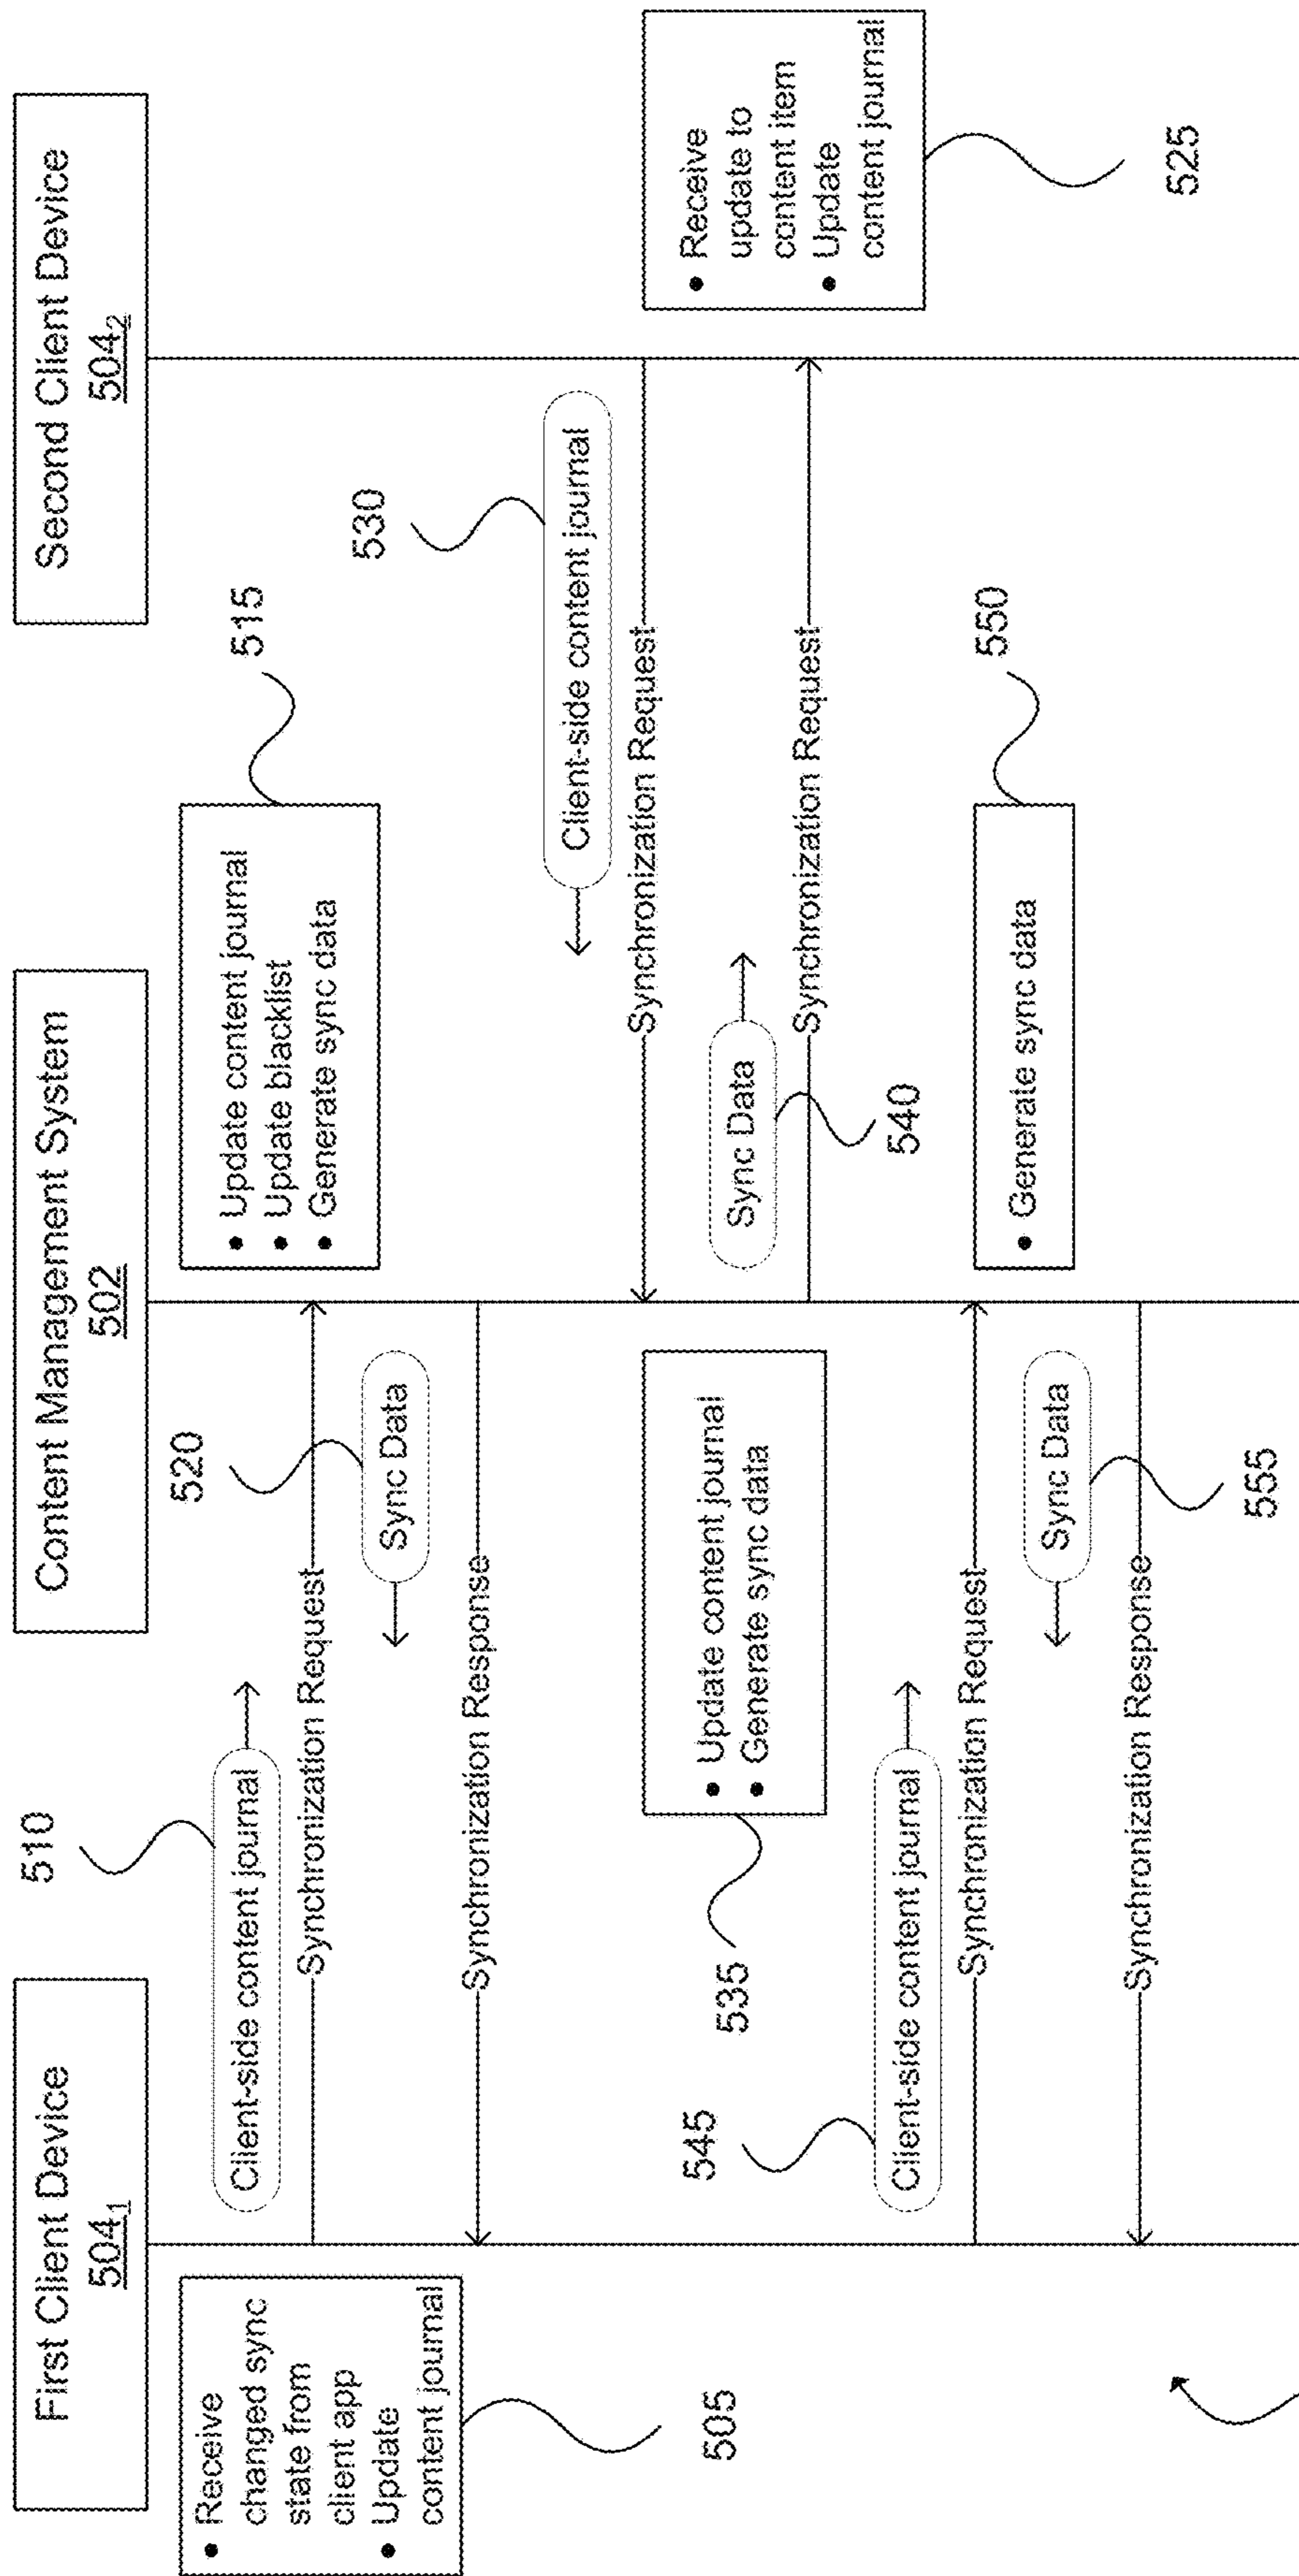 First Client Device
504₁
Content Management System
502
Second Client Device
504₂
● Receive
changed sync
state from
client app
● Update
content journal
505
510
Client-side content journal
Synchronization Request
● Update content journal
● Update blacklist
● Generate sync data
515
520
Sync Data
Synchronization Response
530
Client-side content journal
Synchronization Request
● Receive
update to
content item
● Update
content journal
525
● Update content journal
● Generate sync data
535
Sync Data
540
Synchronization Request
545
Client-side content journal
Synchronization Request
● Generate sync data
550
Sync Data
555
Synchronization Response